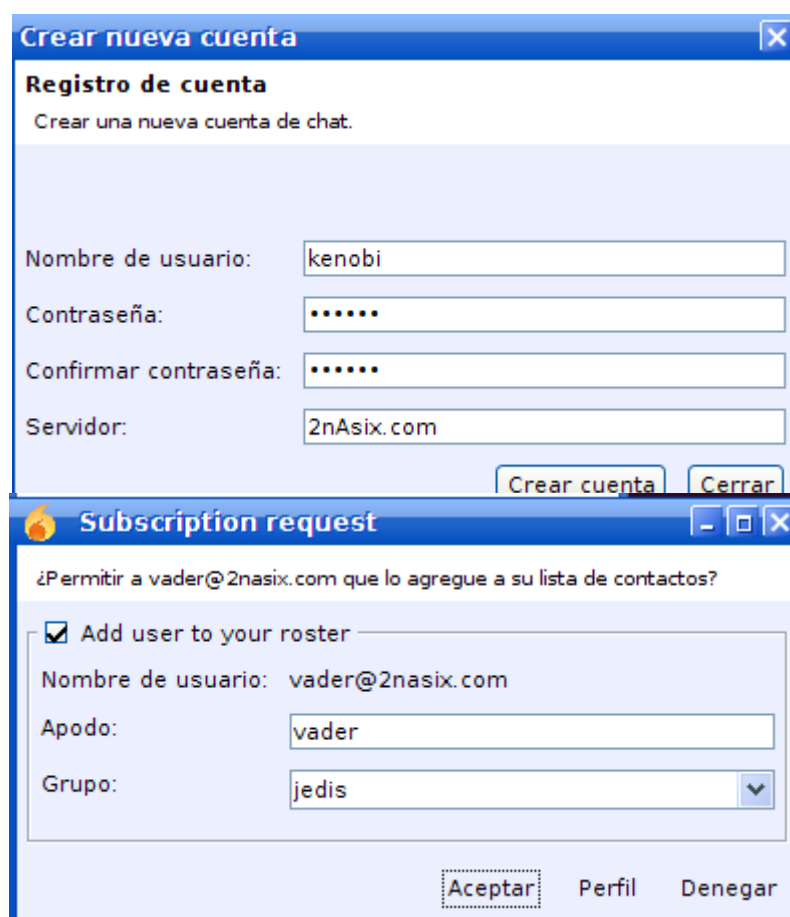 Crear nueva cuenta
Registro de cuenta
Crear una nueva cuenta de chat.
Nombre de usuario: kenobi
Contraseña: ••••••
Confirmar contraseña: ••••••
Servidor: 2nAsix.com
Crear cuenta Cerrar
Subscription request
¿Permitir a vader@2nasix.com que lo agregue a su lista de contactos?
Add user to your roster
Nombre de usuario: vader@2nasix.com
Apodo: vader
Grupo: jedis
Aceptar Perfil Denegar